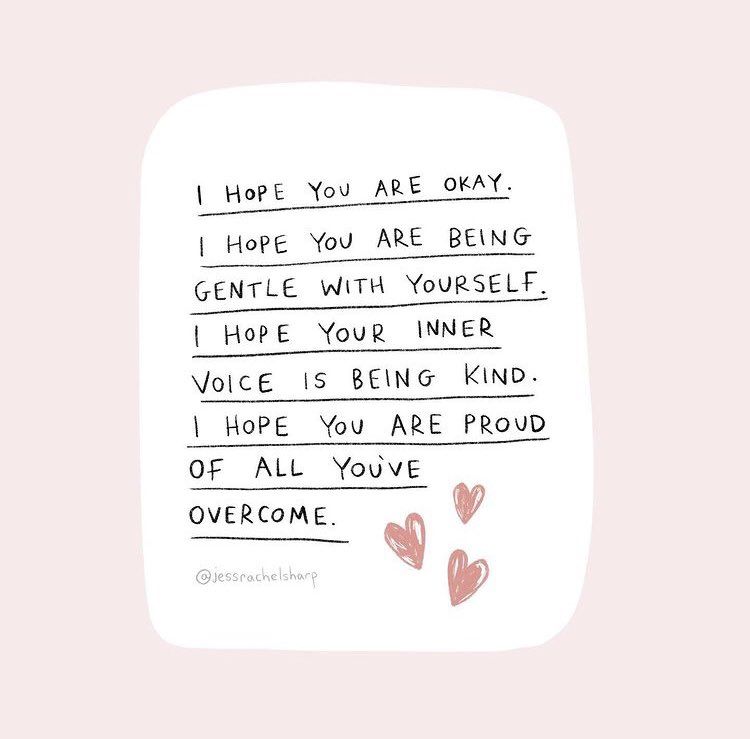 I HOPE YOU ARE OKAY.
I HOPE YOU ARE BEING
GENTLE WITH YOURSELF.
I HOPE YOUR INNER
VOICE IS BEING KIND.
I HOPE YOU ARE PROUD
OF ALL YOU'VE
OVERCOME.
@jessrachelsharp